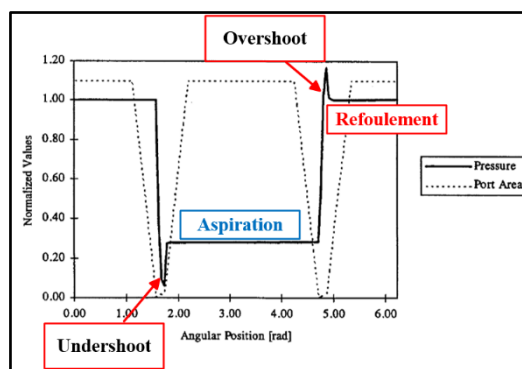 Overshoot
1.20
1.00
0.80
0.60
0.40
0.20
0.00
Normalized Values
Refoulement
Aspiration
Pressure
Port Area
0.00 1.00 2.00 3.00 4.00 5.00 6.00
Angular Position [rad]
Undershoot